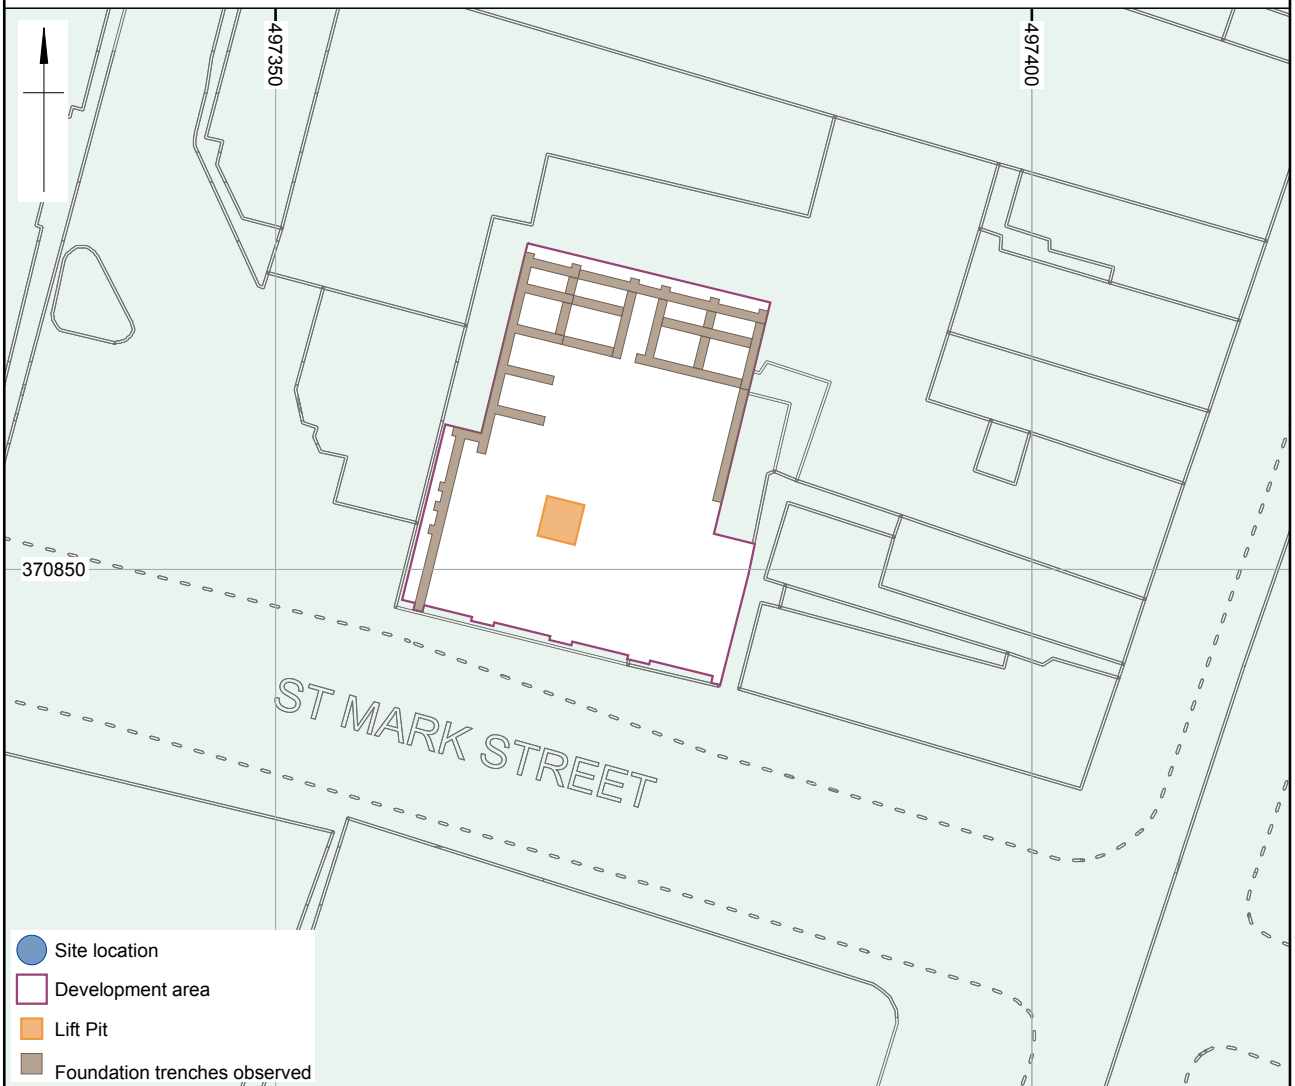 497350
497400
370850
ST MARK STREET
Site location
Development area
Lift Pit
Foundation trenches observed